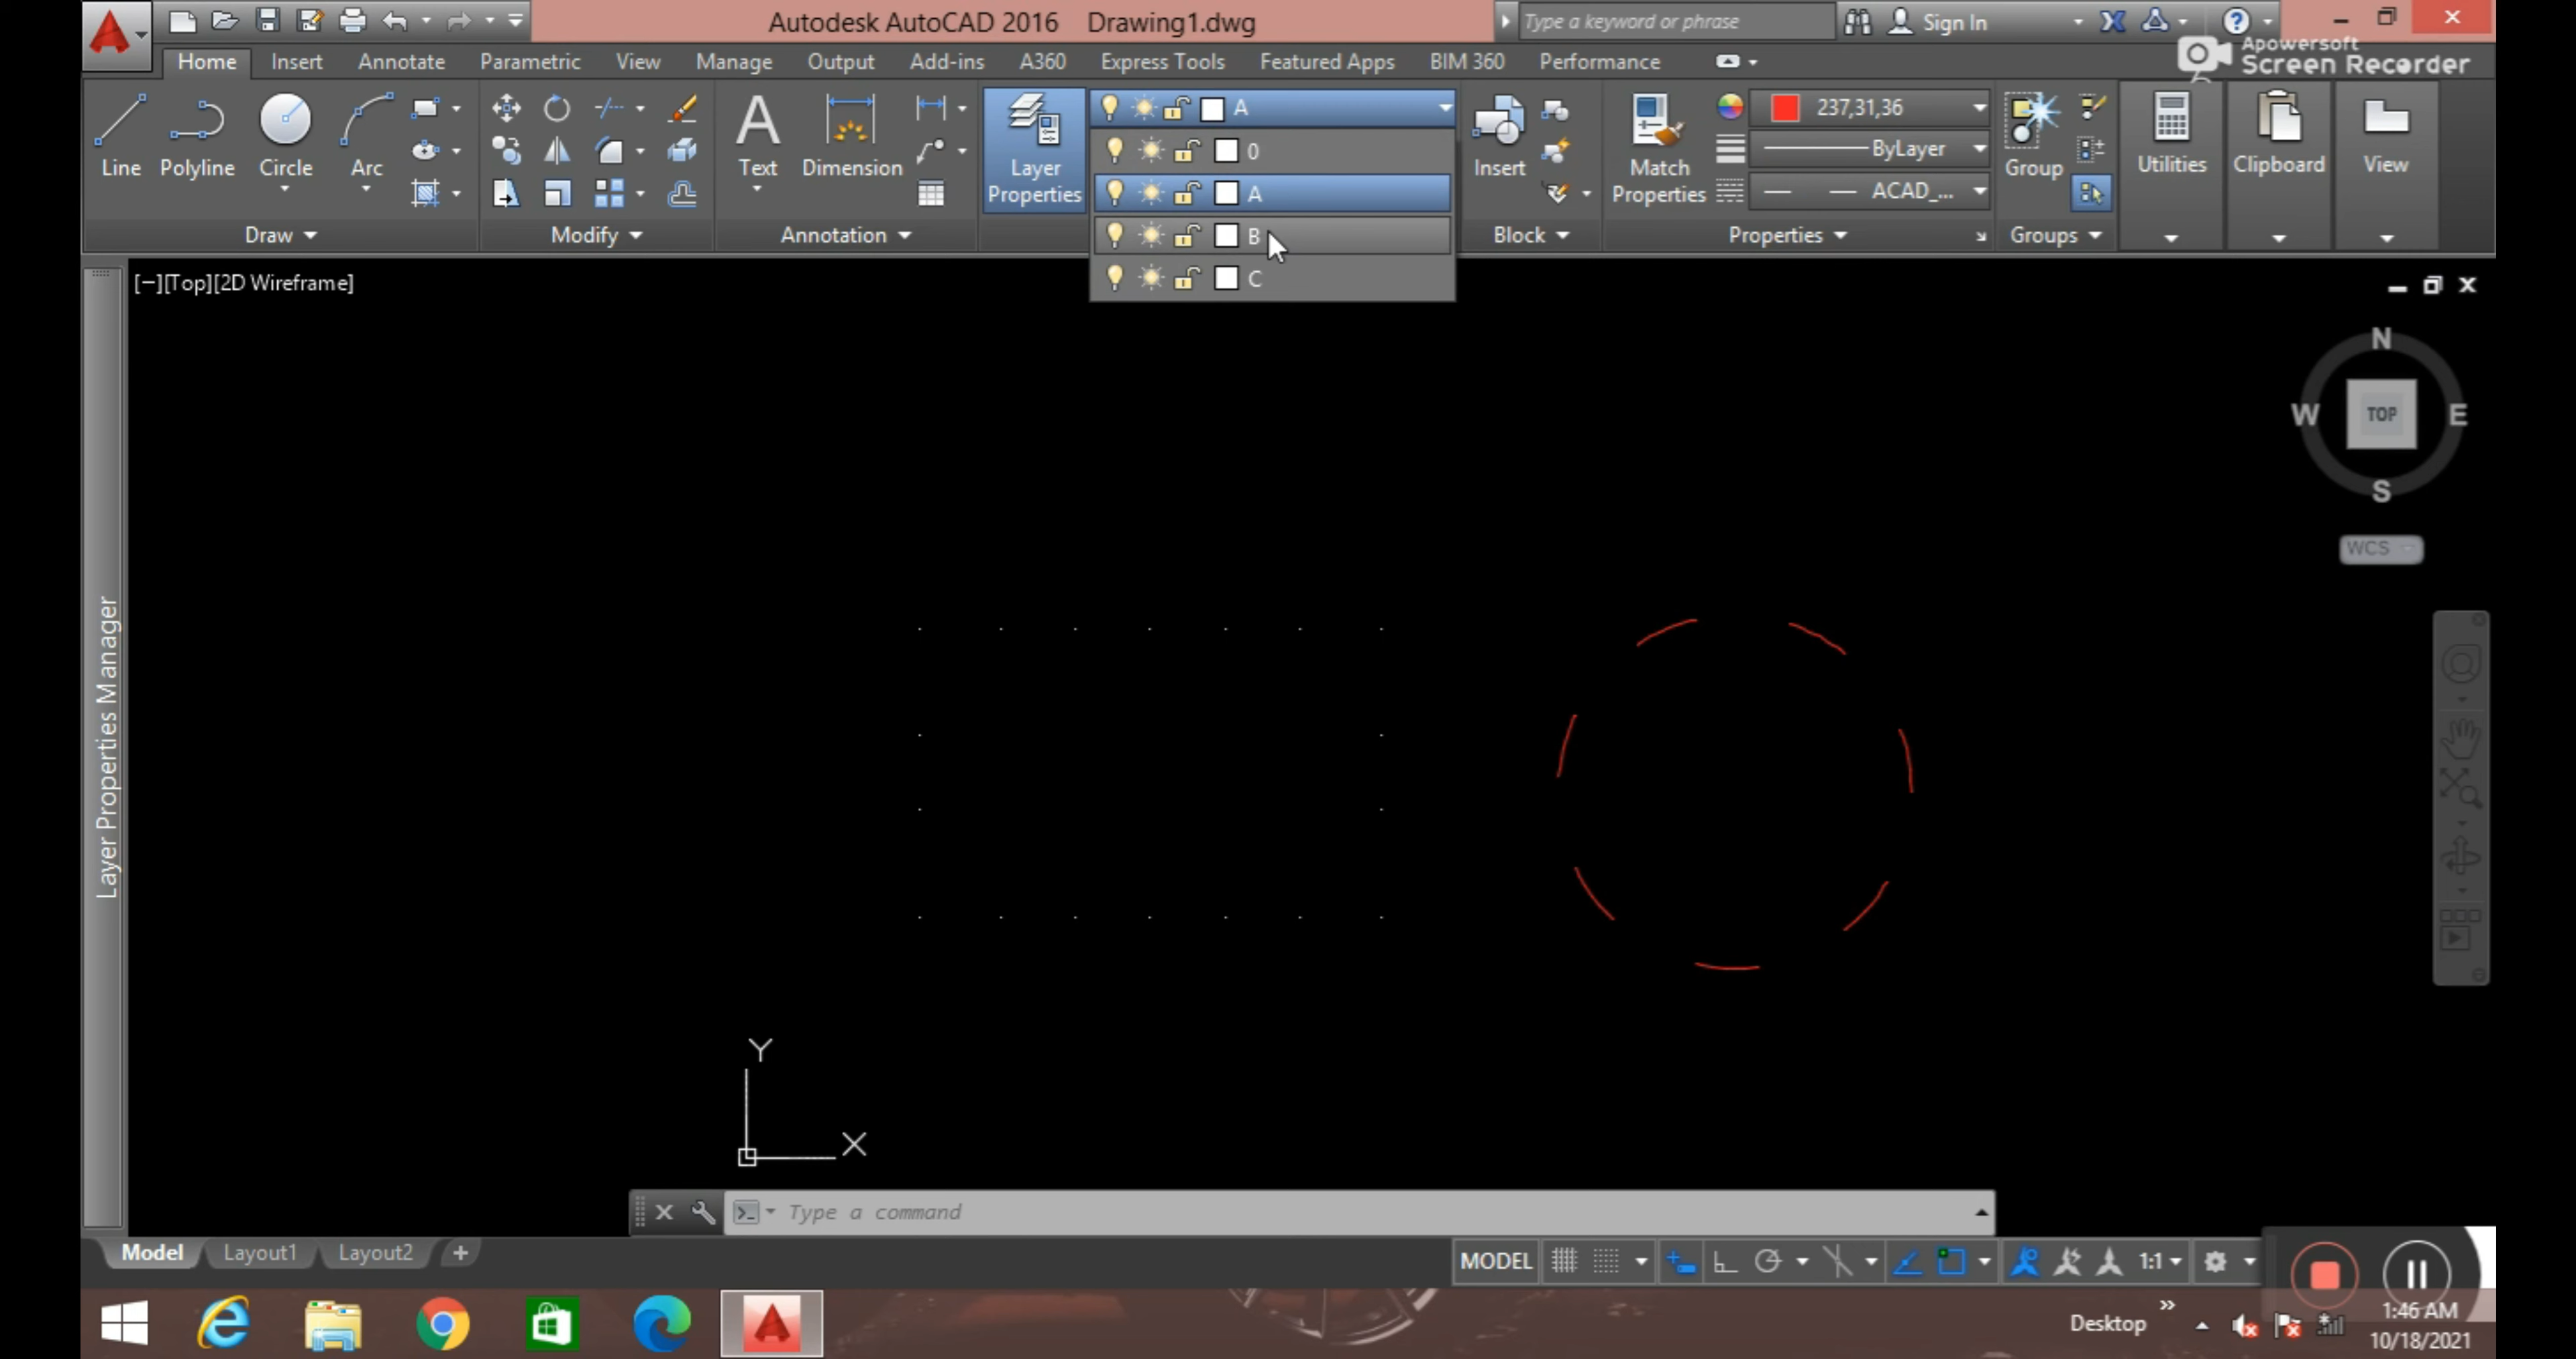 Autodesk AutoCAD 2016 Drawing1.dwg
Type a keyword or phrase
Sign In
Apowersoft
Screen Recorder
Home Insert Annotate Parametric View Manage Output Add-ins A360 Express Tools Featured Apps BIM 360 Performance
Line
Polyline
Circle
Arc
Draw
Modify
A
Text
Dimension
Annotation
Layer
Properties
A
0
A
B
C
Insert
Block
Match
Properties
237,31,36
ByLayer
ACAD_...
Properties
Group
Groups
Utilities
Clipboard
View
[−][Top][2D Wireframe]
N
W
TOP
E
S
WCS
Layer Properties Manager
Y
X
Type a command
Model Layout1 Layout2 +
MODEL
1:1
Desktop
1:46 AM
10/18/2021